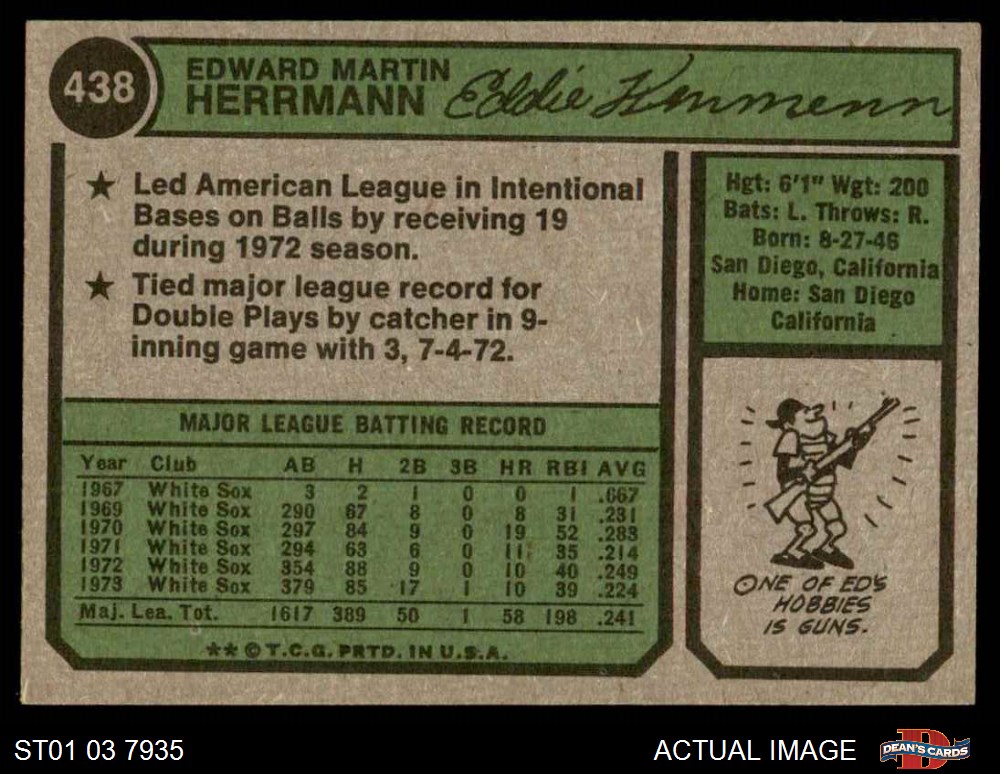 438
EDWARD MARTIN
HERRMANN
Eddie Herrmann
★ Led American League in Intentional
Bases on Balls by receiving 19
during 1972 season.
★ Tied major league record for
Double Plays by catcher in 9-
inning game with 3, 7-4-72.
Hgt: 6'1" Wgt: 200
Bats: L. Throws: R.
Born: 8-27-46
San Diego, California
Home: San Diego
California
MAJOR LEAGUE BATTING RECORD
Year Club AB H 2B 3B HR RBI AVG
1967 White Sox 3 2 1 0 0 1 .667
1969 White Sox 290 67 8 0 8 31 .231
1970 White Sox 297 84 9 0 19 52 .283
1971 White Sox 294 63 6 0 11 35 .214
1972 White Sox 354 88 9 0 10 40 .249
1973 White Sox 379 85 17 1 10 39 .224
Maj. Lea. Tot. 1617 389 50 1 58 198 .241
**©T.C.G. PRTD. IN U.S.A.
ONE OF ED'S
HOBBIES
IS GUNS.
ST01 03 7935
ACTUAL IMAGE
D
DEAN'S CARDS